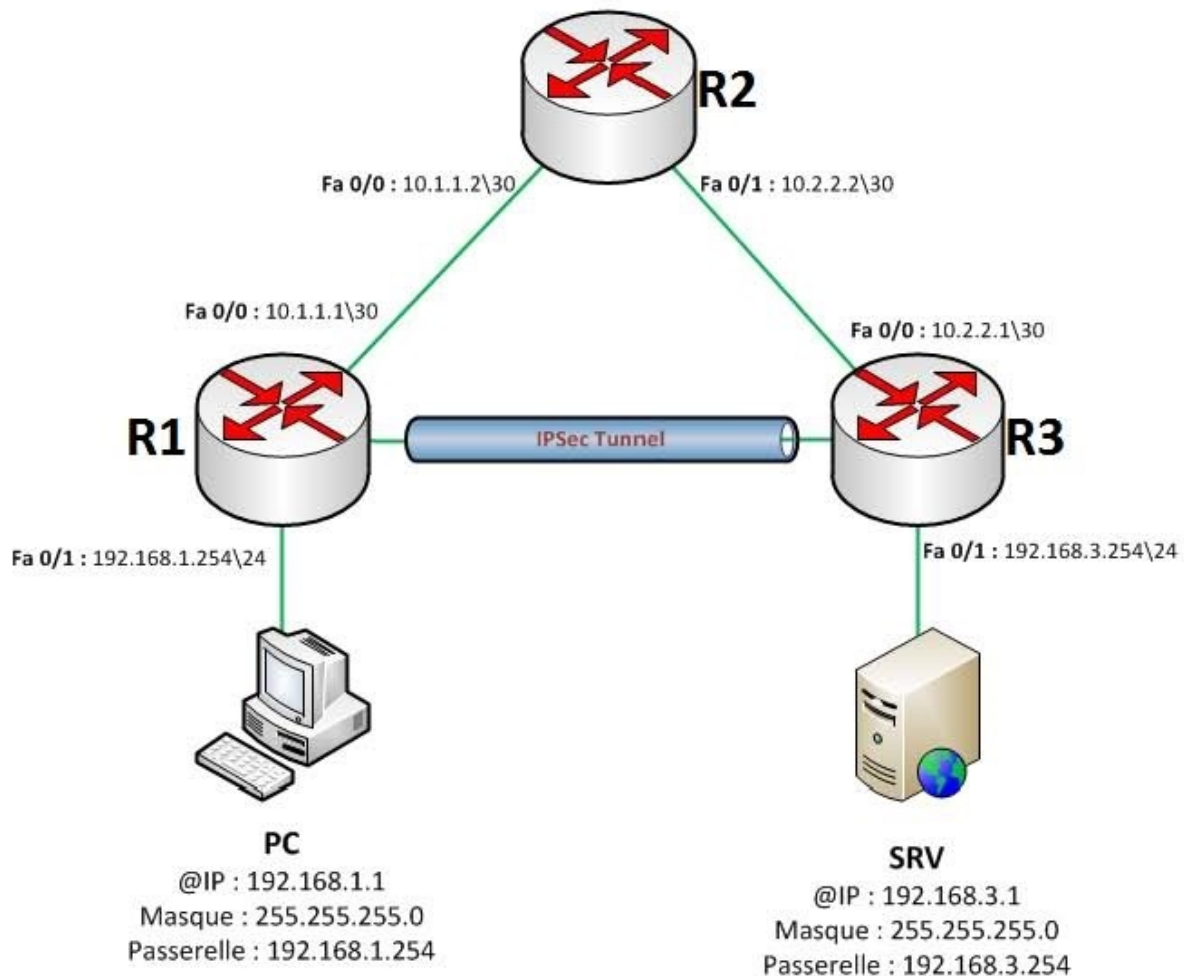 R2
Fa 0/0 : 10.1.1.2\30
Fa 0/1 : 10.2.2.2\30
Fa 0/0 : 10.1.1.1\30
Fa 0/0 : 10.2.2.1\30
R1
IPSec Tunnel
R3
Fa 0/1 : 192.168.1.254\24
Fa 0/1 : 192.168.3.254\24
PC
@IP : 192.168.1.1
Masque : 255.255.255.0
Passerelle : 192.168.1.254
SRV
@IP : 192.168.3.1
Masque : 255.255.255.0
Passerelle : 192.168.3.254